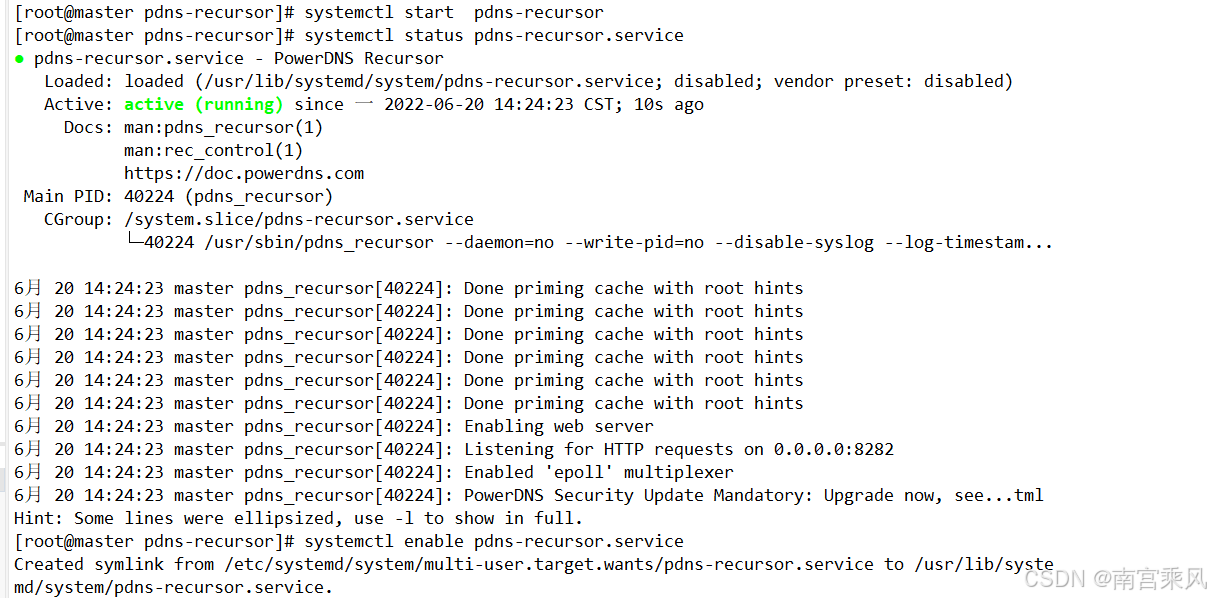 [root@master pdns-recursor]# systemctl start  pdns-recursor
[root@master pdns-recursor]# systemctl status pdns-recursor.service
● pdns-recursor.service - PowerDNS Recursor
   Loaded: loaded (/usr/lib/systemd/system/pdns-recursor.service; disabled; vendor preset: disabled)
   Active: active (running) since 一 2022-06-20 14:24:23 CST; 10s ago
     Docs: man:pdns_recursor(1)
           man:rec_control(1)
           https://doc.powerdns.com
 Main PID: 40224 (pdns_recursor)
   CGroup: /system.slice/pdns-recursor.service
           └─40224 /usr/sbin/pdns_recursor --daemon=no --write-pid=no --disable-syslog --log-timestam...

6月 20 14:24:23 master pdns_recursor[40224]: Done priming cache with root hints
6月 20 14:24:23 master pdns_recursor[40224]: Done priming cache with root hints
6月 20 14:24:23 master pdns_recursor[40224]: Done priming cache with root hints
6月 20 14:24:23 master pdns_recursor[40224]: Done priming cache with root hints
6月 20 14:24:23 master pdns_recursor[40224]: Done priming cache with root hints
6月 20 14:24:23 master pdns_recursor[40224]: Done priming cache with root hints
6月 20 14:24:23 master pdns_recursor[40224]: Enabling web server
6月 20 14:24:23 master pdns_recursor[40224]: Listening for HTTP requests on 0.0.0.0:8282
6月 20 14:24:23 master pdns_recursor[40224]: Enabled 'epoll' multiplexer
6月 20 14:24:23 master pdns_recursor[40224]: PowerDNS Security Update Mandatory: Upgrade now, see...tml
Hint: Some lines were ellipsized, use -l to show in full.
[root@master pdns-recursor]# systemctl enable pdns-recursor.service
Created symlink from /etc/systemd/system/multi-user.target.wants/pdns-recursor.service to /usr/lib/syste
md/system/pdns-recursor.service.
CSDN @南宫乘风